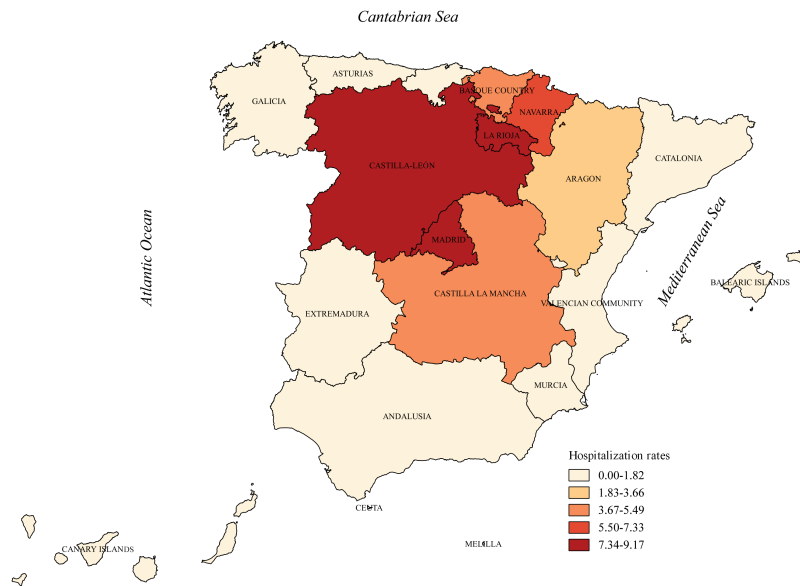 Cantabrian Sea
ASTURIAS
BASQUE COUNTRY
GALICIA
NAVARRA
LA RIOJA
CATALONIA
CASTILLA-LEON
ARAGON
MADRID
Atlantic Ocean
Mediterranean Sea
BALEARIC ISLANDS
CASTILLA LA MANCHA
VALENCIAN COMMUNITY
EXTREMADURA
MURCIA
ANDALUSIA
Hospitalization rates
0.00-1.82
1.83-3.66
3.67-5.49
5.50-7.33
7.34-9.17
CEUTA
MELILLA
CANARY ISLANDS